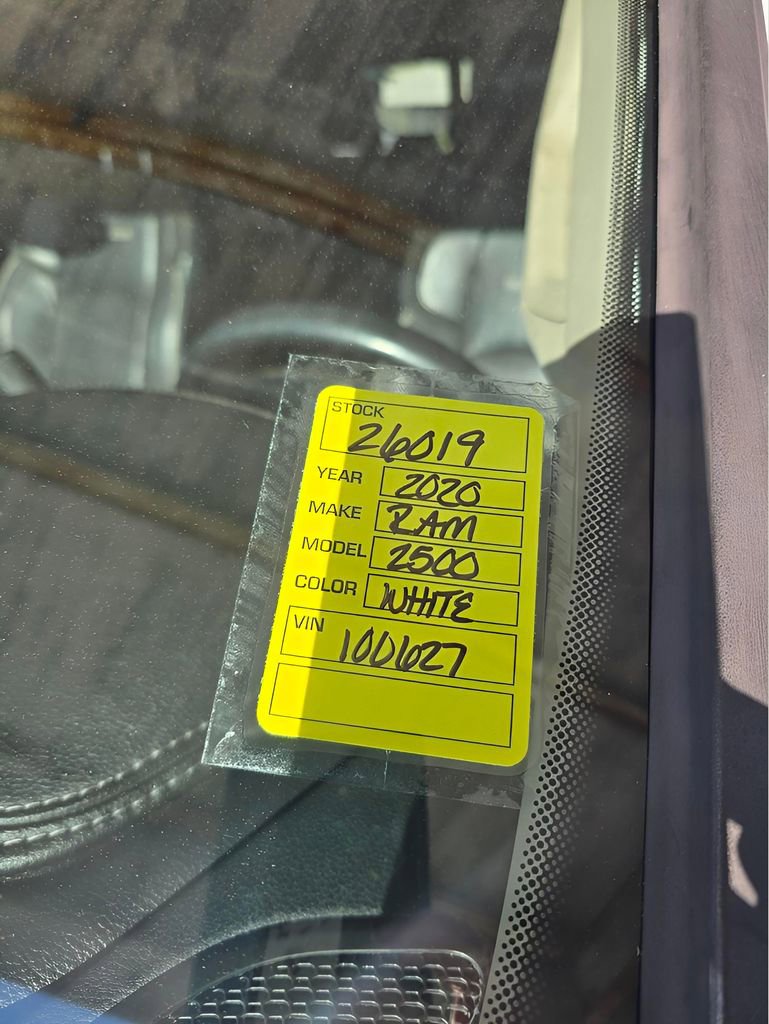 STOCK
26019
YEAR 2020
MAKE RAM
MODEL 2500
COLOR WHITE
VIN 100627